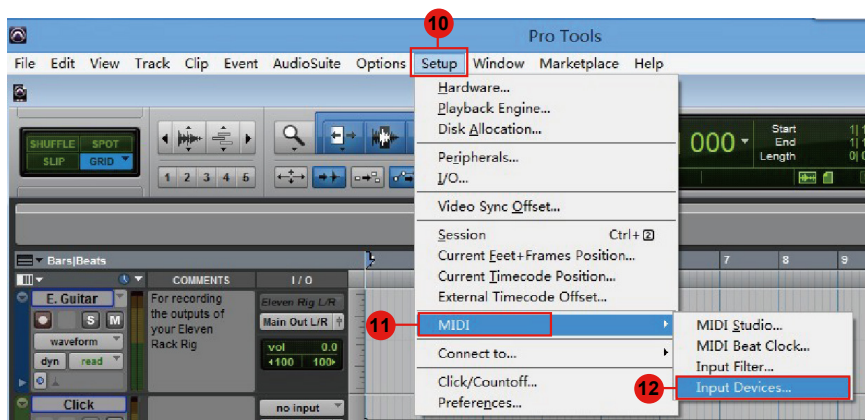 10
Pro Tools
File Edit View Track Clip Event AudioSuite Options Setup Window Marketplace Help
Hardware...
Playback Engine...
Disk Allocation...
Peripherals...
I/O...
Video Sync Offset...
Session Ctrl+2
Current Feet+Frames Position...
Current Timecode Position...
External Timecode Offset...
11 MIDI
Connect to...
Click/Countoff...
Preferences...
MIDI Studio...
MIDI Beat Clock...
Input Filter...
12 Input Devices...
SHUFFLE SPOT
SLIP GRID
1 2 3 4 5
000
Start
End
Length
Bars|Beats
7 8 9
COMMENTS I / O
E. Guitar
S M
waveform
dyn read
For recording
the outputs of
your Eleven
Rack Rig
Eleven Rig L/R
Main Out L/R
vol 0.0
100 100
Click
no input